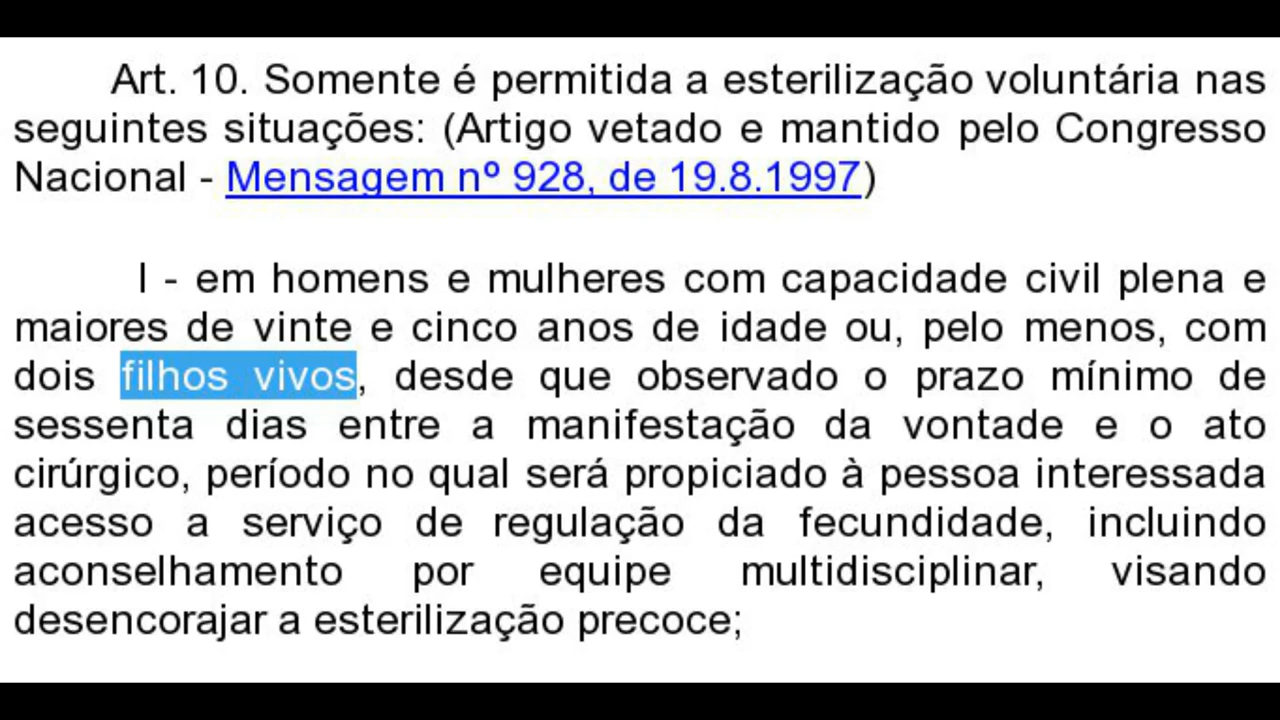 Art. 10. Somente é permitida a esterilização voluntária nas
seguintes situações: (Artigo vetado e mantido pelo Congresso
Nacional - Mensagem nº 928, de 19.8.1997)
I - em homens e mulheres com capacidade civil plena e
maiores de vinte e cinco anos de idade ou, pelo menos, com
dois filhos vivos, desde que observado o prazo mínimo de
sessenta dias entre a manifestação da vontade e o ato
cirúrgico, período no qual será propiciado à pessoa interessada
acesso a serviço de regulação da fecundidade, incluindo
aconselhamento por equipe multidisciplinar, visando
desencorajar a esterilização precoce;